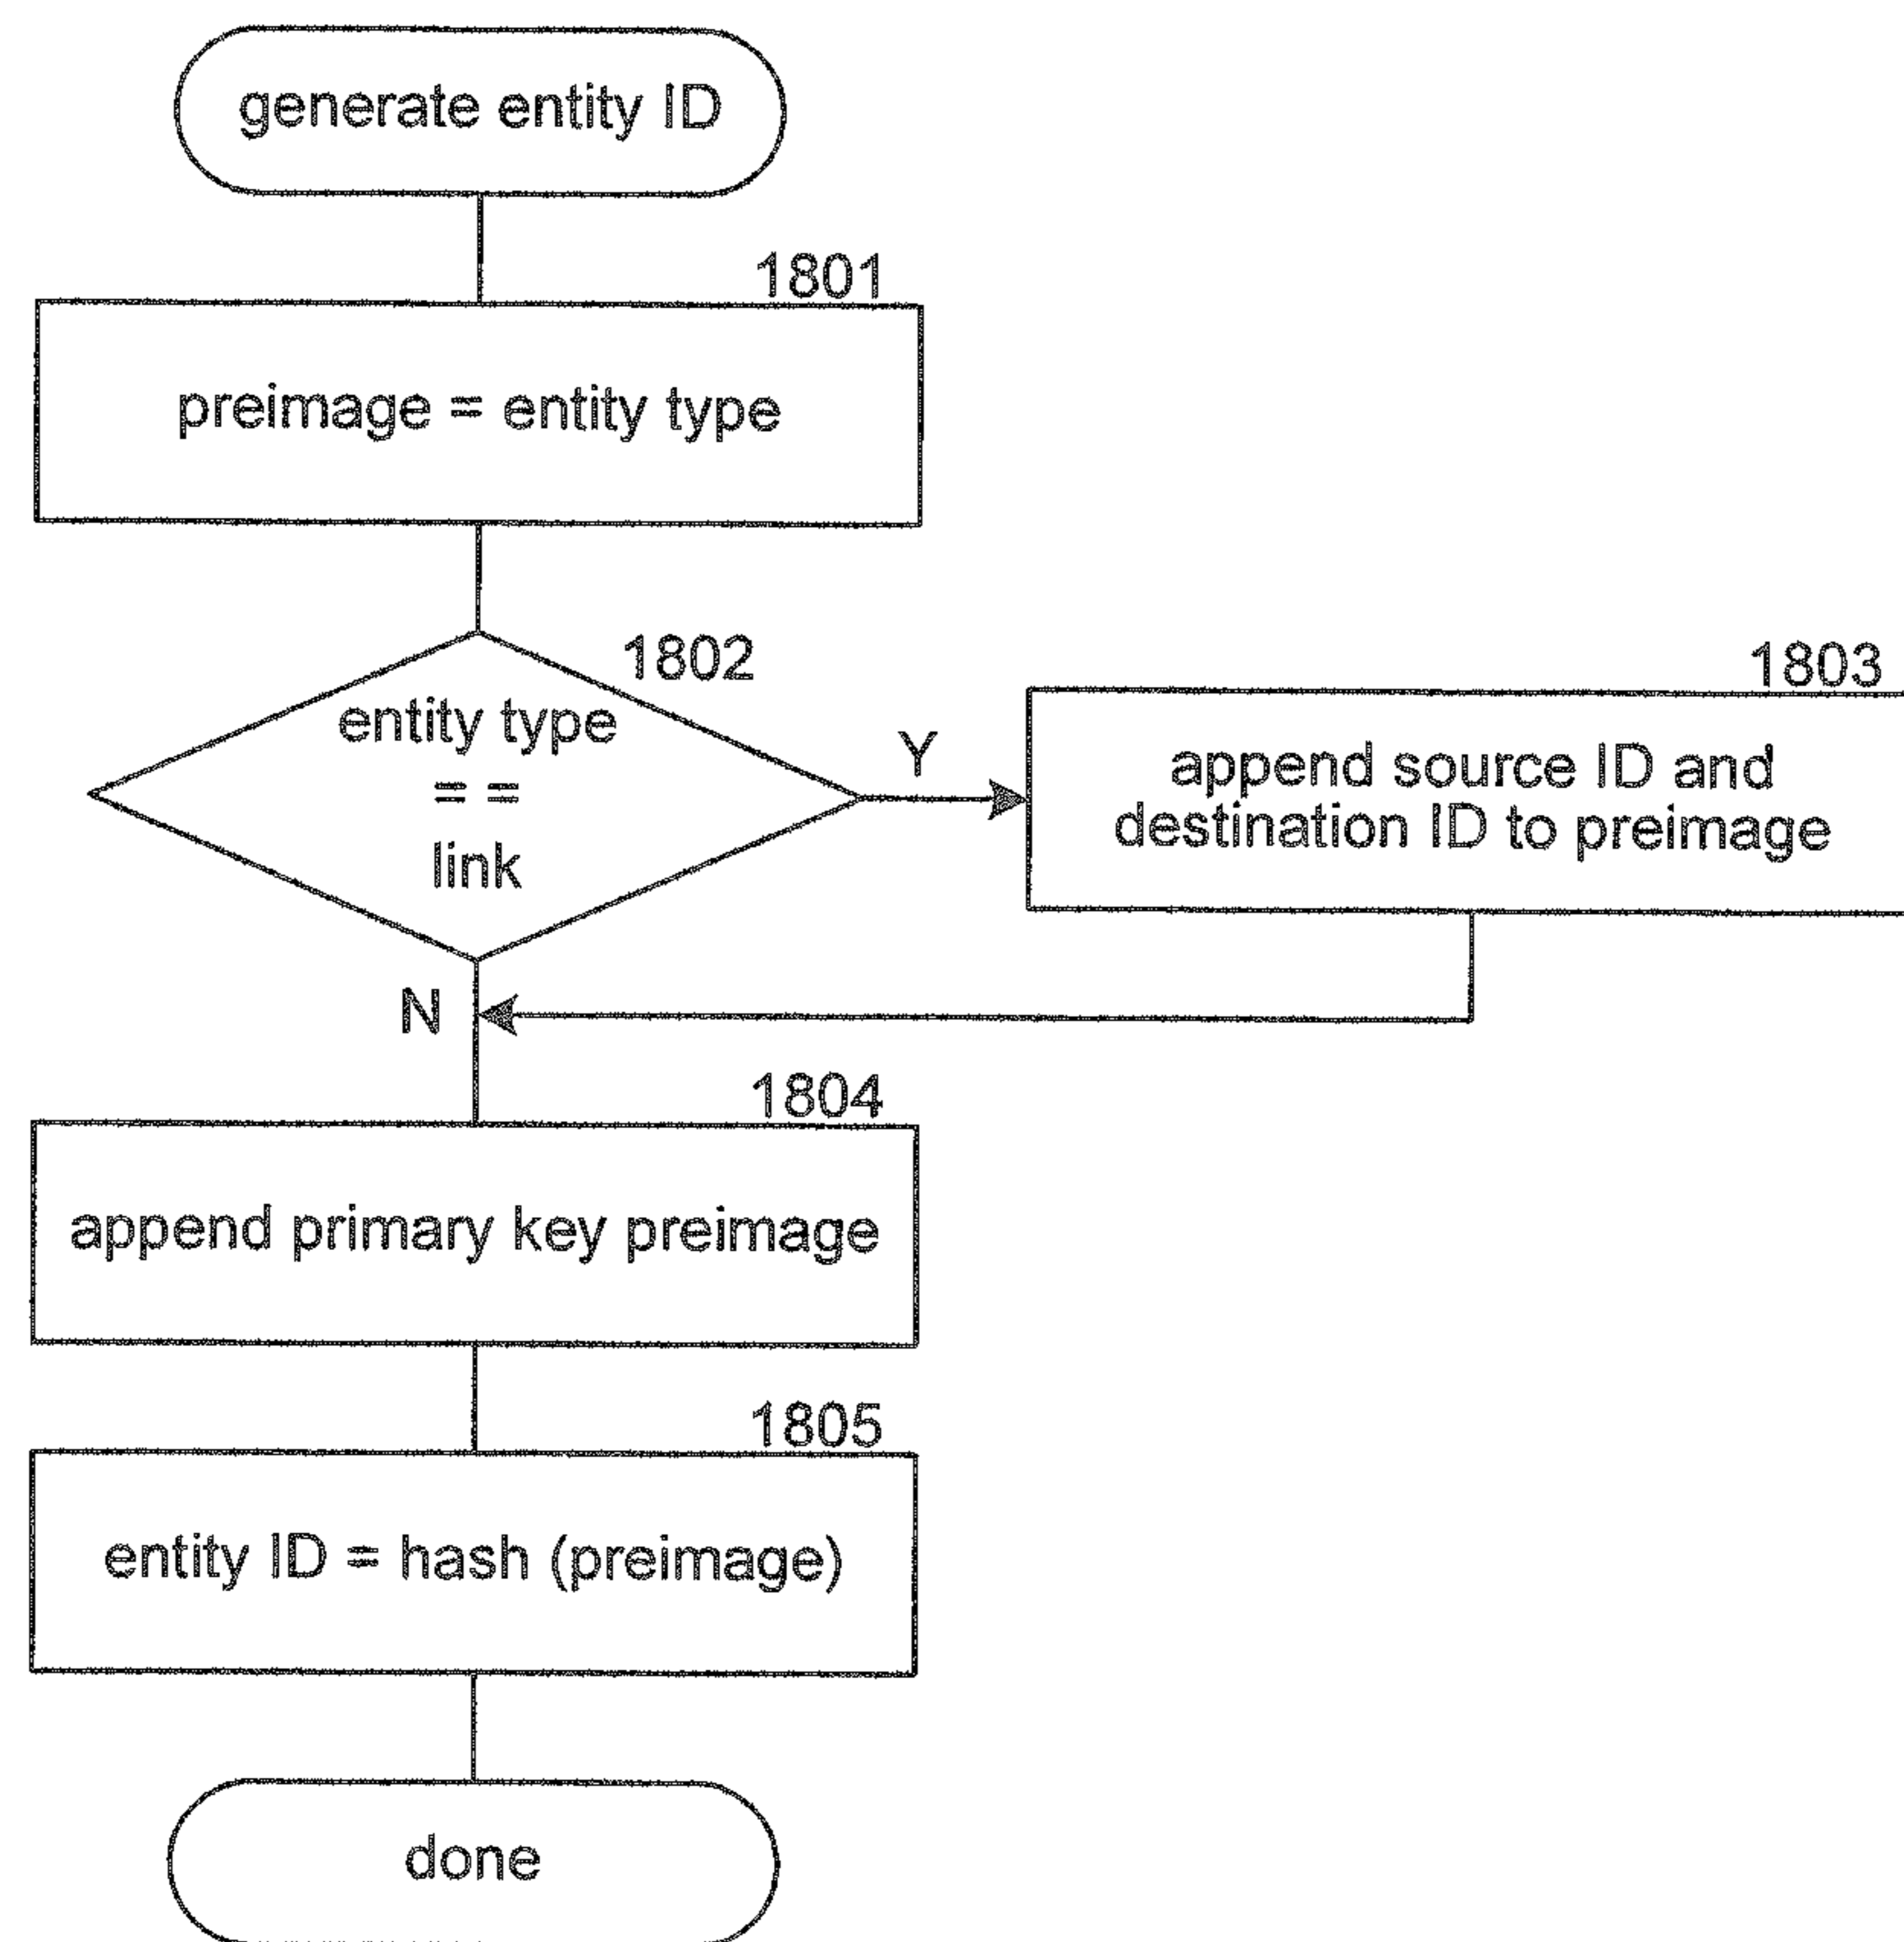 generate entity ID
1801
preimage = entity type
1802
entity type
= =
link
Y
1803
append source ID and
destination ID to preimage
N
1804
append primary key preimage
1805
entity ID = hash (preimage)
done